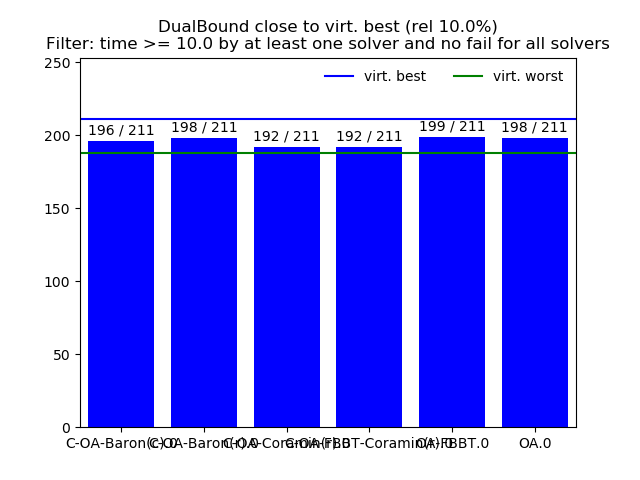 DualBound close to virt. best (rel 10.0%)
Filter: time >= 10.0 by at least one solver and no fail for all solvers
250
200
150
100
50
0
virt. best
virt. worst
196 / 211
198 / 211
192 / 211
192 / 211
199 / 211
198 / 211
C-OA-Baron(c).0
C-OA-Baron(r).0
C-OA-Coramin(r).0
C-OA-FBBT-Coramin(r).0
OA-FBBT.0
OA.0